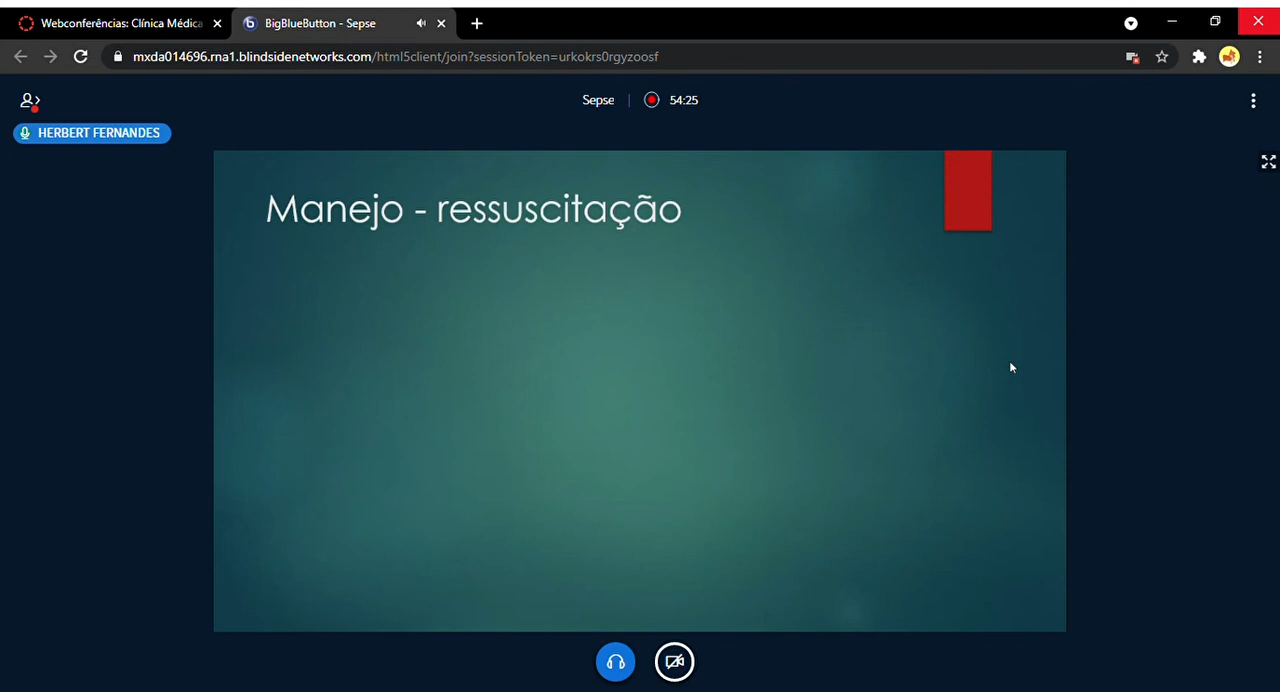 Webconferências: Clínica Médica
BigBlueButton - Sepse
mxda014696.rna1.blindsidenetworks.com/html5client/join?sessionToken=urkokrs0rgyzoosf
Sepse | 54:25
HERBERT FERNANDES
Manejo - ressuscitação